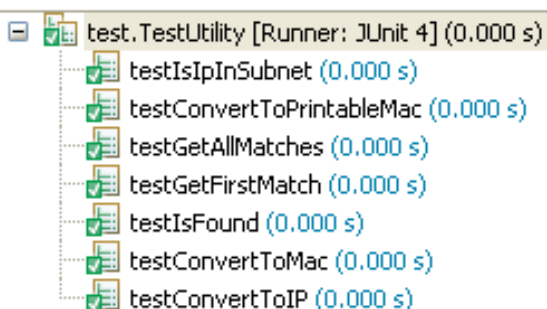 test.TestUtility [Runner: JUnit 4] (0.000 s)
testIsIpInSubnet (0.000 s)
testConvertToPrintableMac (0.000 s)
testGetAllMatches (0.000 s)
testGetFirstMatch (0.000 s)
testIsFound (0.000 s)
testConvertToMac (0.000 s)
testConvertToIP (0.000 s)